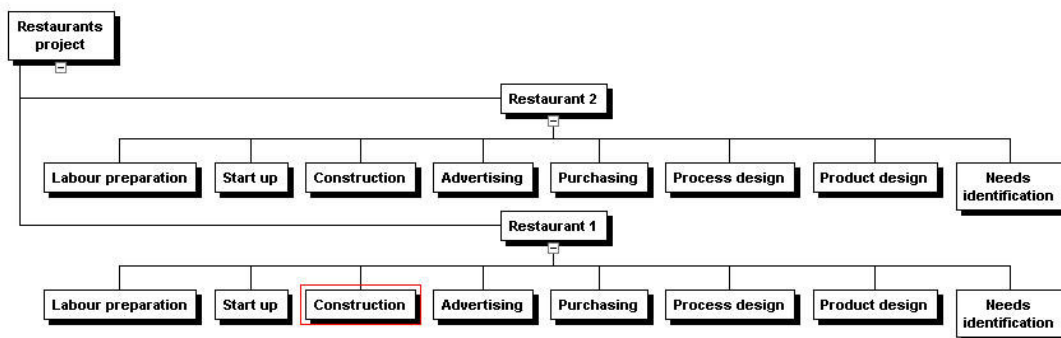 Restaurants
project
Restaurant 2
Labour preparation
Start up
Construction
Advertising
Purchasing
Process design
Product design
Needs
identification
Restaurant 1
Labour preparation
Start up
Construction
Advertising
Purchasing
Process design
Product design
Needs
identification